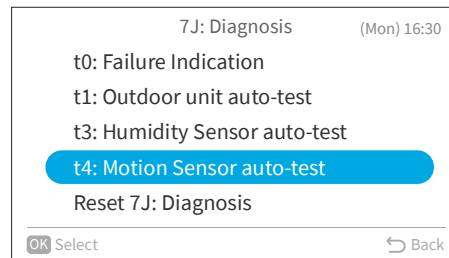 7J: Diagnosis (Mon) 16:30
t0: Failure Indication
t1: Outdoor unit auto-test
t3: Humidity Sensor auto-test
t4: Motion Sensor auto-test
Reset 7J: Diagnosis
OK Select Back